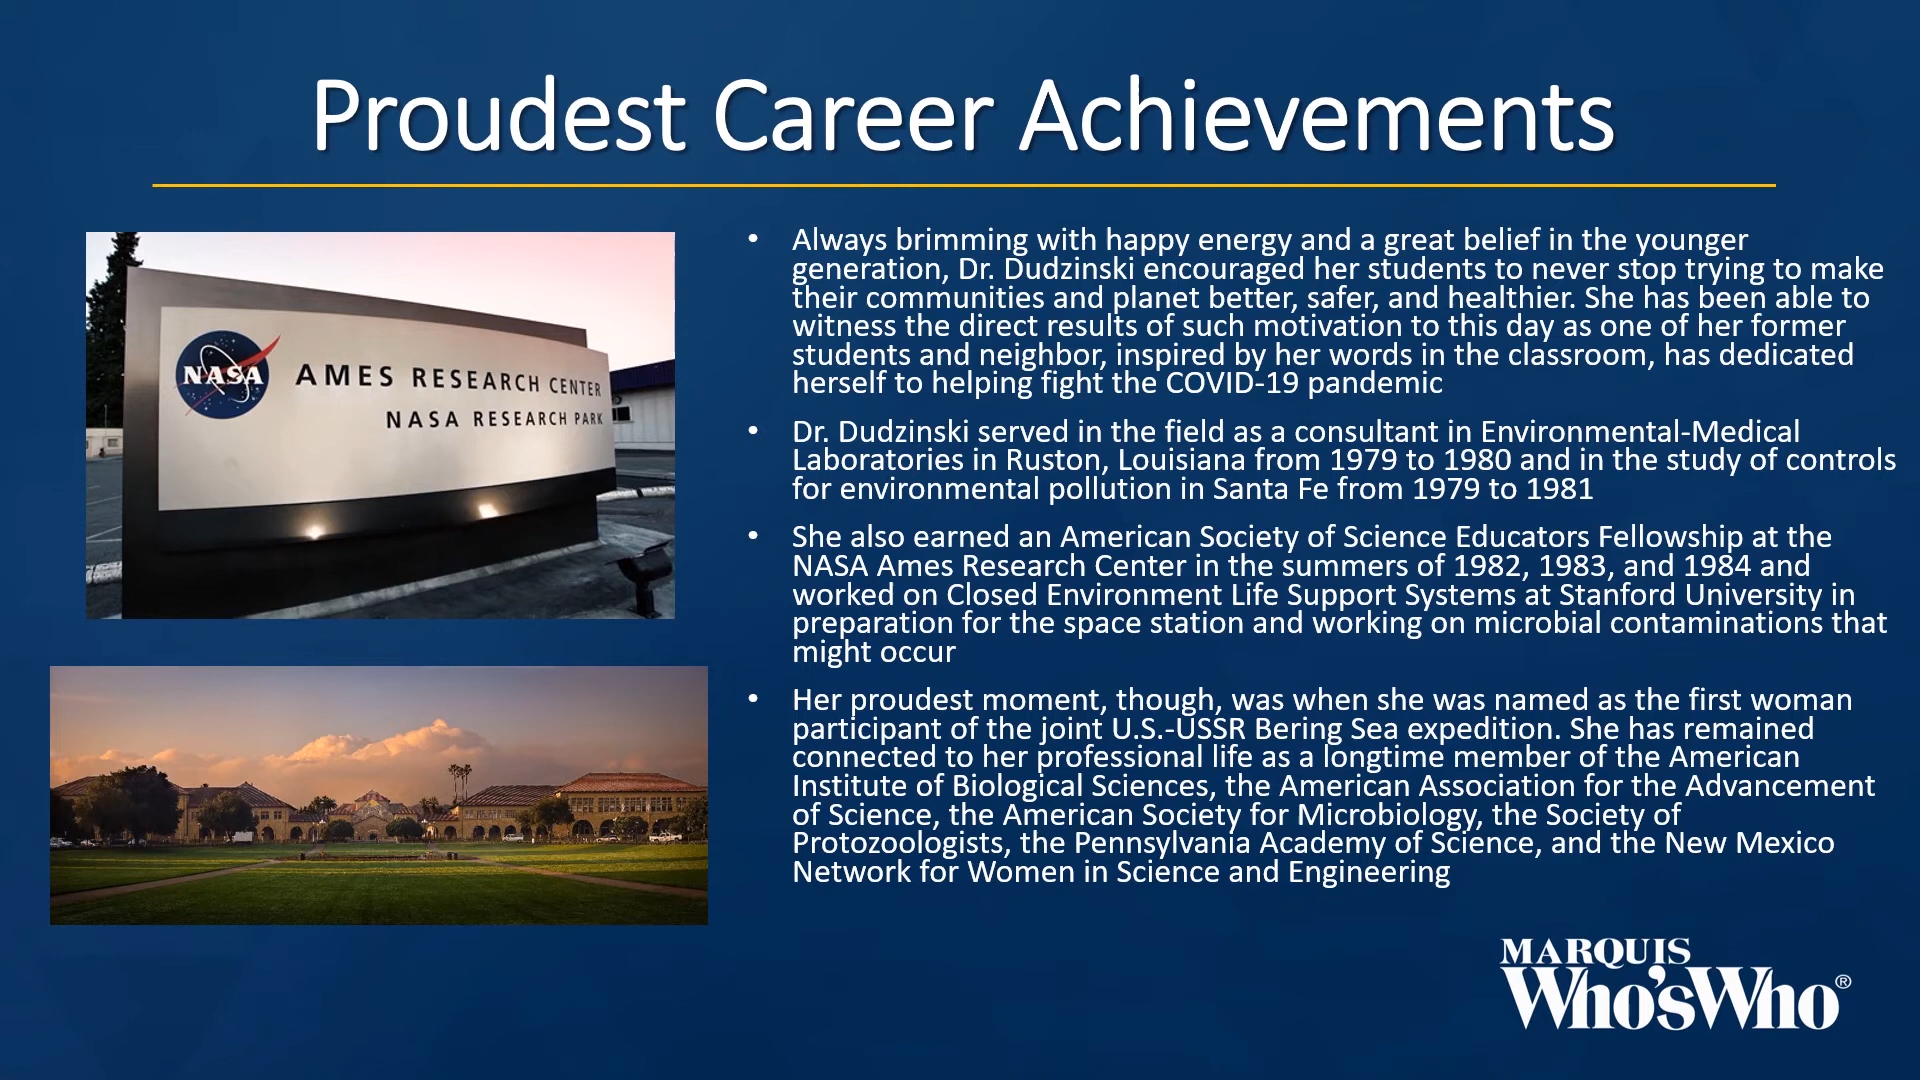 Proudest Career Achievements
NASA
AMES RESEARCH CENTER
NASA RESEARCH PARK
• Always brimming with happy energy and a great belief in the younger
generation, Dr. Dudzinski encouraged her students to never stop trying to make
their communities and planet better, safer, and healthier. She has been able to
witness the direct results of such motivation to this day as one of her former
students and neighbor, inspired by her words in the classroom, has dedicated
herself to helping fight the COVID-19 pandemic
• Dr. Dudzinski served in the field as a consultant in Environmental-Medical
Laboratories in Ruston, Louisiana from 1979 to 1980 and in the study of controls
for environmental pollution in Santa Fe from 1979 to 1981
• She also earned an American Society of Science Educators Fellowship at the
NASA Ames Research Center in the summers of 1982, 1983, and 1984 and
worked on Closed Environment Life Support Systems at Stanford University in
preparation for the space station and working on microbial contaminations that
might occur
• Her proudest moment, though, was when she was named as the first woman
participant of the joint U.S.-USSR Bering Sea expedition. She has remained
connected to her professional life as a longtime member of the American
Institute of Biological Sciences, the American Association for the Advancement
of Science, the American Society for Microbiology, the Society of
Protozoologists, the Pennsylvania Academy of Science, and the New Mexico
Network for Women in Science and Engineering
MARQUIS
Who'sWho®